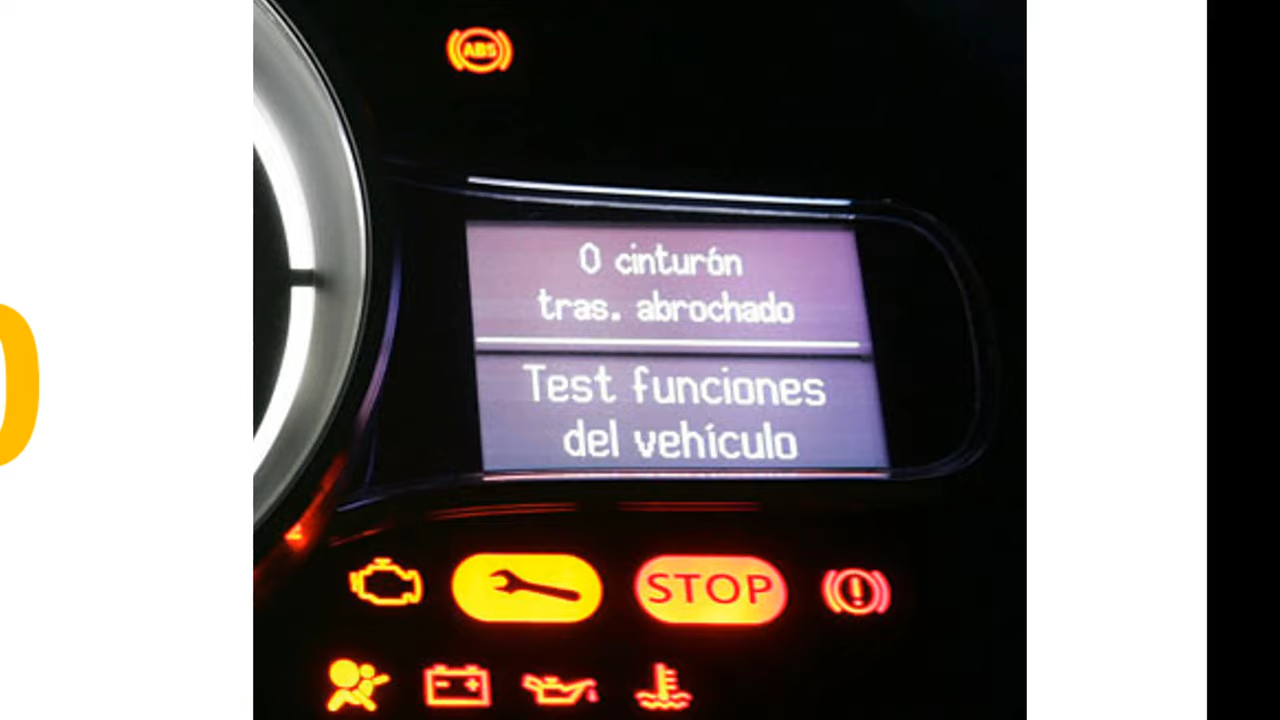 ABS
0 cinturón
tras. abrochado
Test funciones
del vehículo
STOP